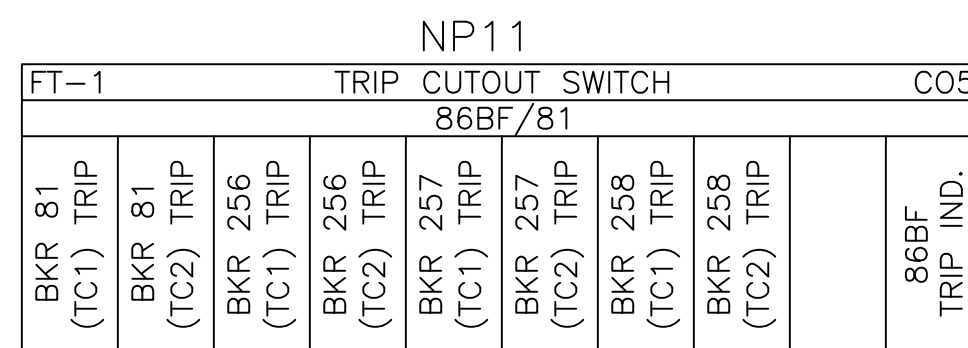 NP11
FT-1 TRIP CUTOUT SWITCH CO5
86BF/81
BKR 81
(TC1) TRIP
BKR 81
(TC2) TRIP
BKR 256
(TC1) TRIP
BKR 256
(TC2) TRIP
BKR 257
(TC1) TRIP
BKR 257
(TC2) TRIP
BKR 258
(TC1) TRIP
BKR 258
(TC2) TRIP
86BF
TRIP IND.